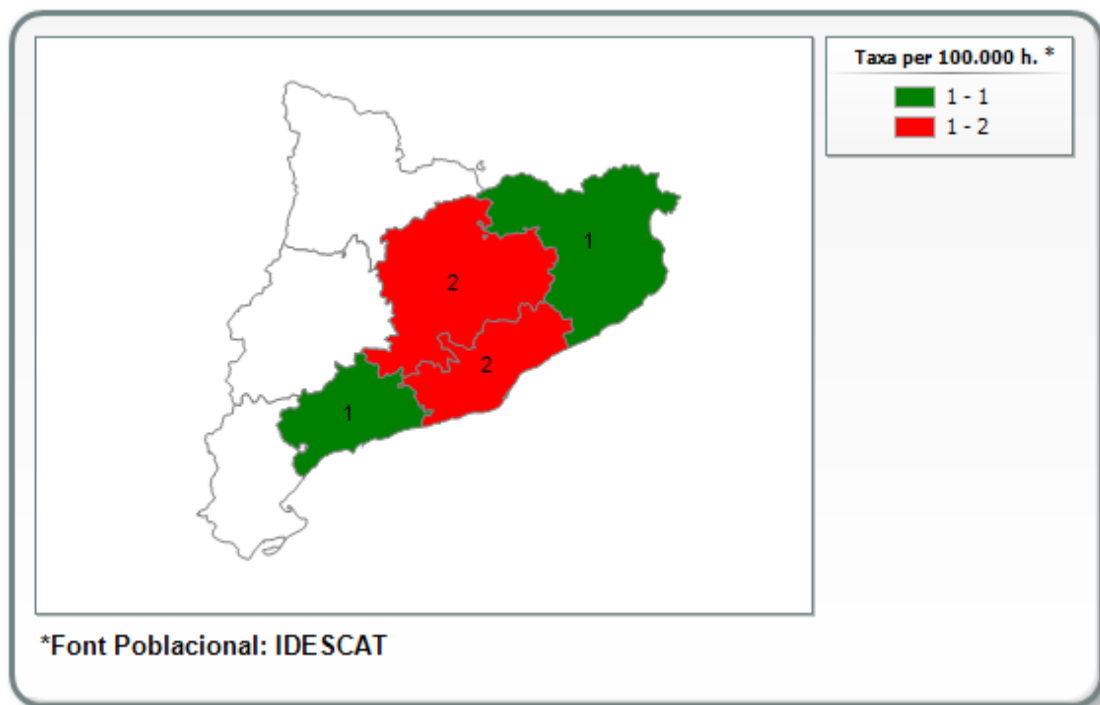 Taxa per 100.000 h. *
1 - 1
1 - 2
1
2
2
1
*Font Poblacional: IDESCAT